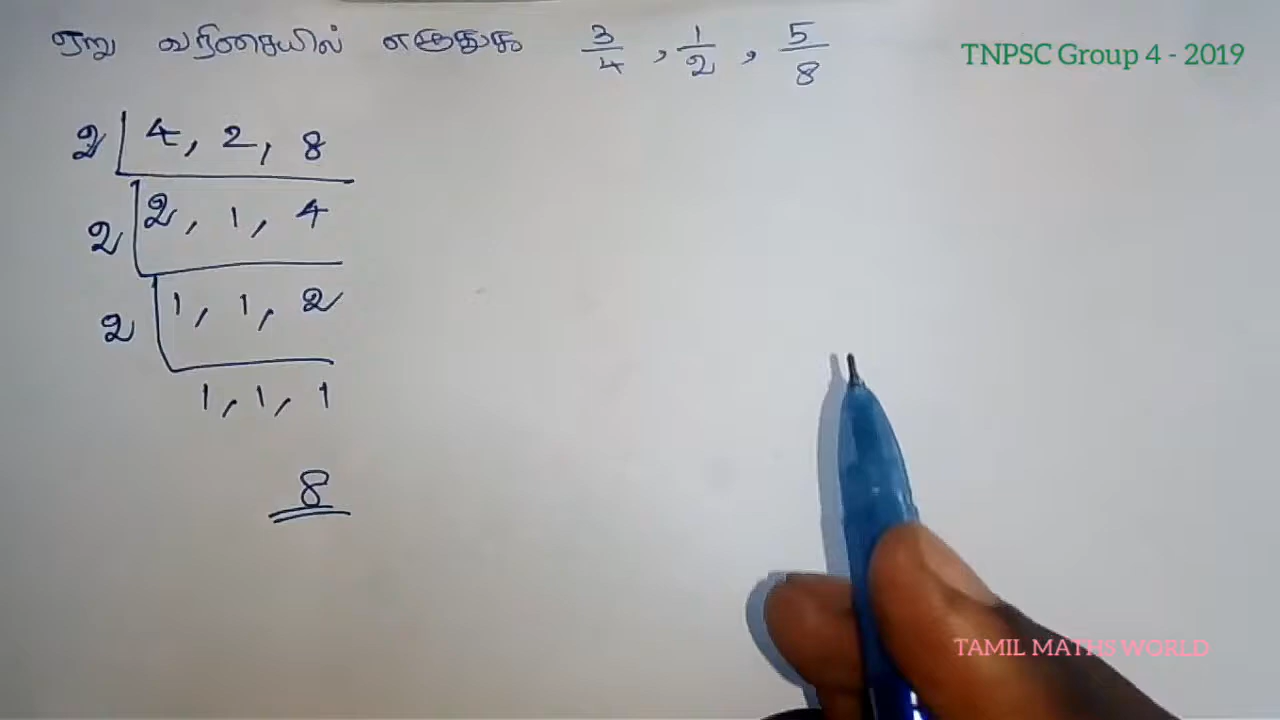 ஏறு வரிசையில் எழுதுக 3/4, 1/2, 5/8
TNPSC Group 4 - 2019
2 | 4, 2, 8
2 | 2, 1, 4
2 | 1, 1, 2
1, 1, 1
8
TAMIL MATHS WORLD